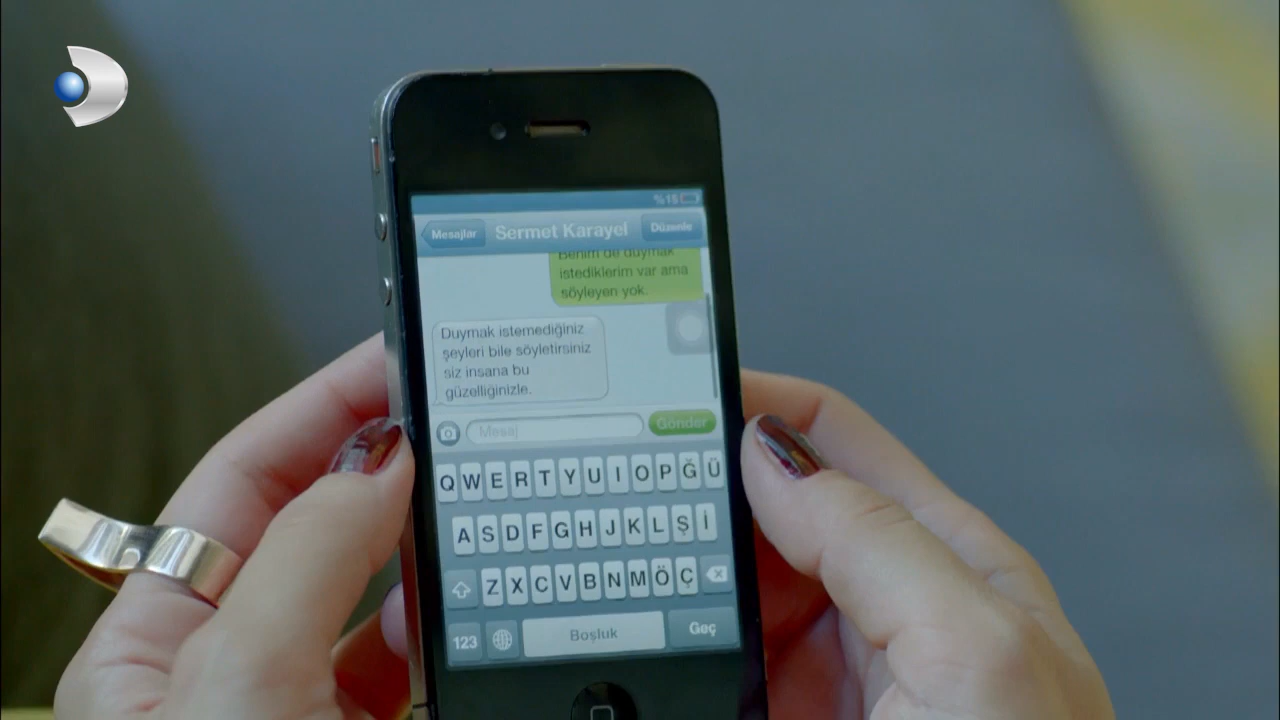 %15
Mesajlar Sermet Karayel Düzenle
Benim de duymak
istediklerim var ama
söyleyen yok.
Duymak istemediğiniz
şeyleri bile söyletirsiniz
siz insana bu
güzelliğinizle.
Mesaj Gönder
Q W E R T Y U I O P Ğ Ü
A S D F G H J K L Ş İ
Z X C V B N M Ö Ç
123 Boşluk Geç